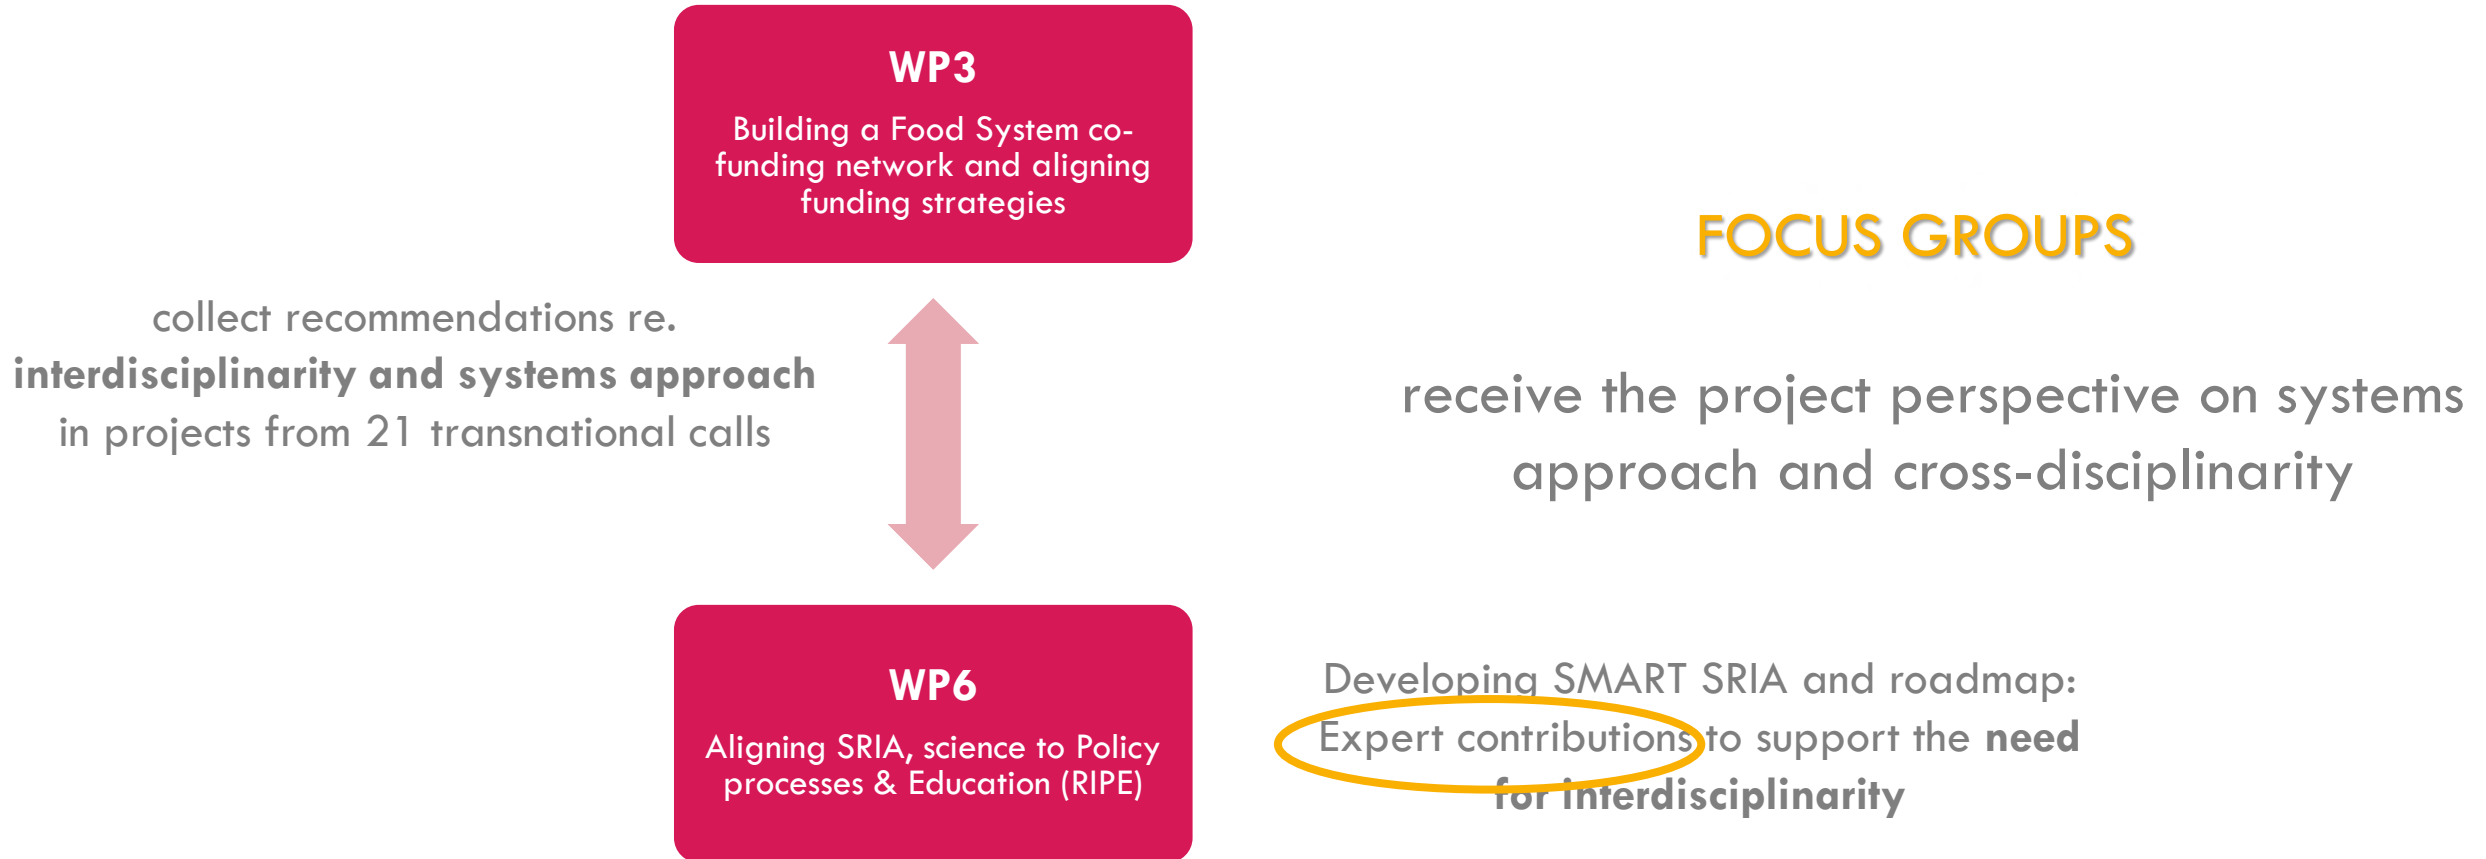 WP3
Building a Food System co-
funding network and aligning
funding strategies
collect recommendations re.
interdisciplinarity and systems approach
in projects from 21 transnational calls
FOCUS GROUPS
receive the project perspective on systems
approach and cross-disciplinarity
WP6
Aligning SRIA, science to Policy
processes & Education (RIPE)
Developing SMART SRIA and roadmap:
Expert contributions to support the need
for interdisciplinarity